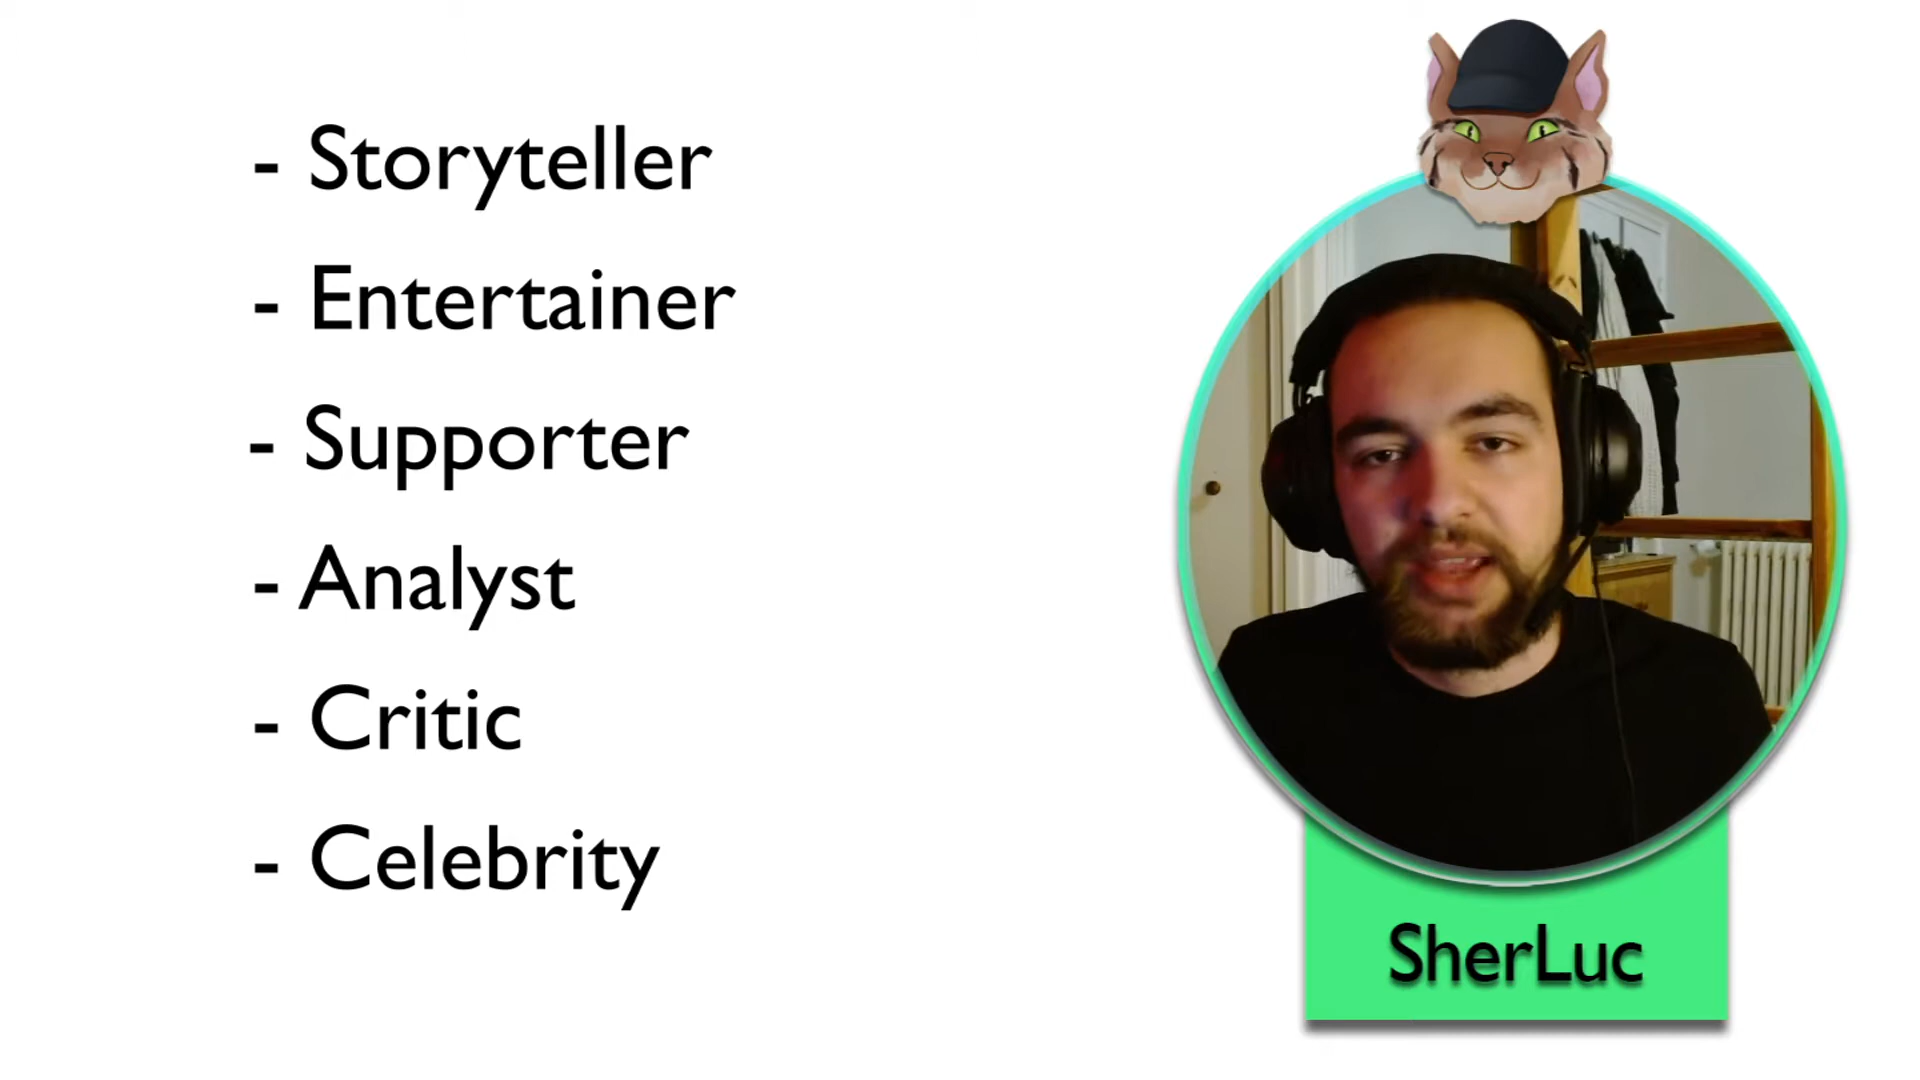 - Storyteller
- Entertainer
- Supporter
- Analyst
- Critic
- Celebrity
SherLuc